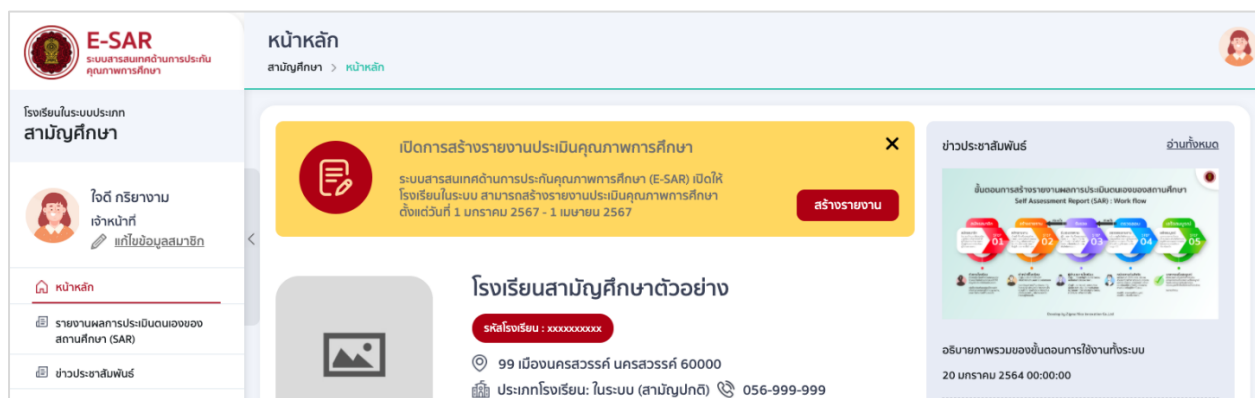 E-SAR
ระบบสารสนเทศด้านการประกัน
คุณภาพการศึกษา
โรงเรียนในระบบประเภท
สามัญศึกษา
ใจดี กริยางาม
เจ้าหน้าที่
แก้ไขข้อมูลสมาชิก
หน้าหลัก
รายงานผลการประเมินตนเองของ
สถานศึกษา (SAR)
ข่าวประชาสัมพันธ์
หน้าหลัก
สามัญศึกษา > หน้าหลัก
เปิดการสร้างรายงานประเมินคุณภาพการศึกษา
ระบบสารสนเทศด้านการประกันคุณภาพการศึกษา (E-SAR) เปิดให้
โรงเรียนในระบบ สามารถสร้างรายงานประเมินคุณภาพการศึกษา
ตั้งแต่วันที่ 1 มกราคม 2567 - 1 เมษายน 2567
สร้างรายงาน
โรงเรียนสามัญศึกษาตัวอย่าง
รหัสโรงเรียน : xxxxxxxxxx
99 เมืองนครสวรรค์ นครสวรรค์ 60000
ประเภทโรงเรียน: ในระบบ (สามัญปกติ) 056-999-999
ข่าวประชาสัมพันธ์ อ่านทั้งหมด
ขั้นตอนการสร้างรายงานผลการประเมินตนเองของสถานศึกษา
Self Assessment Report (SAR) : Work flow
01 02 03 04 05
อธิบายภาพรวมของขั้นตอนการใช้งานทั้งระบบ
20 มกราคม 2564 00:00:00